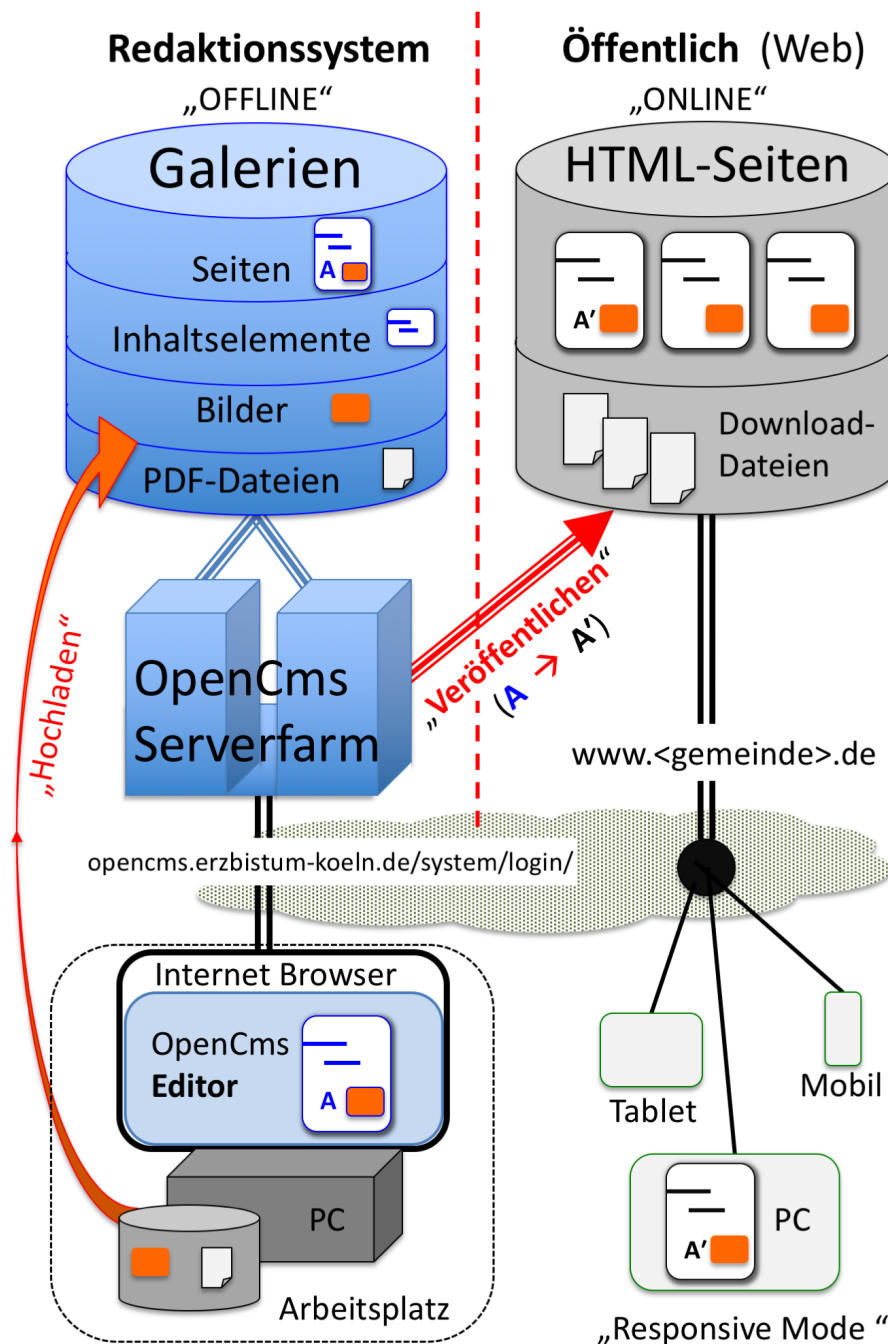 Redaktionssystem
„OFFLINE“
Galerien
Seiten
A
Inhaltselemente
Bilder
PDF-Dateien
„Hochladen“
OpenCms
Serverfarm
„Veröffentlichen“
(A → A′)
Öffentlich (Web)
„ONLINE“
HTML-Seiten
A′
Download-
Dateien
www.<gemeinde>.de
opencms.erzbistum-koeln.de/system/login/
Internet Browser
OpenCms
Editor
A
PC
Arbeitsplatz
Tablet
Mobil
PC
A′
„Responsive Mode “